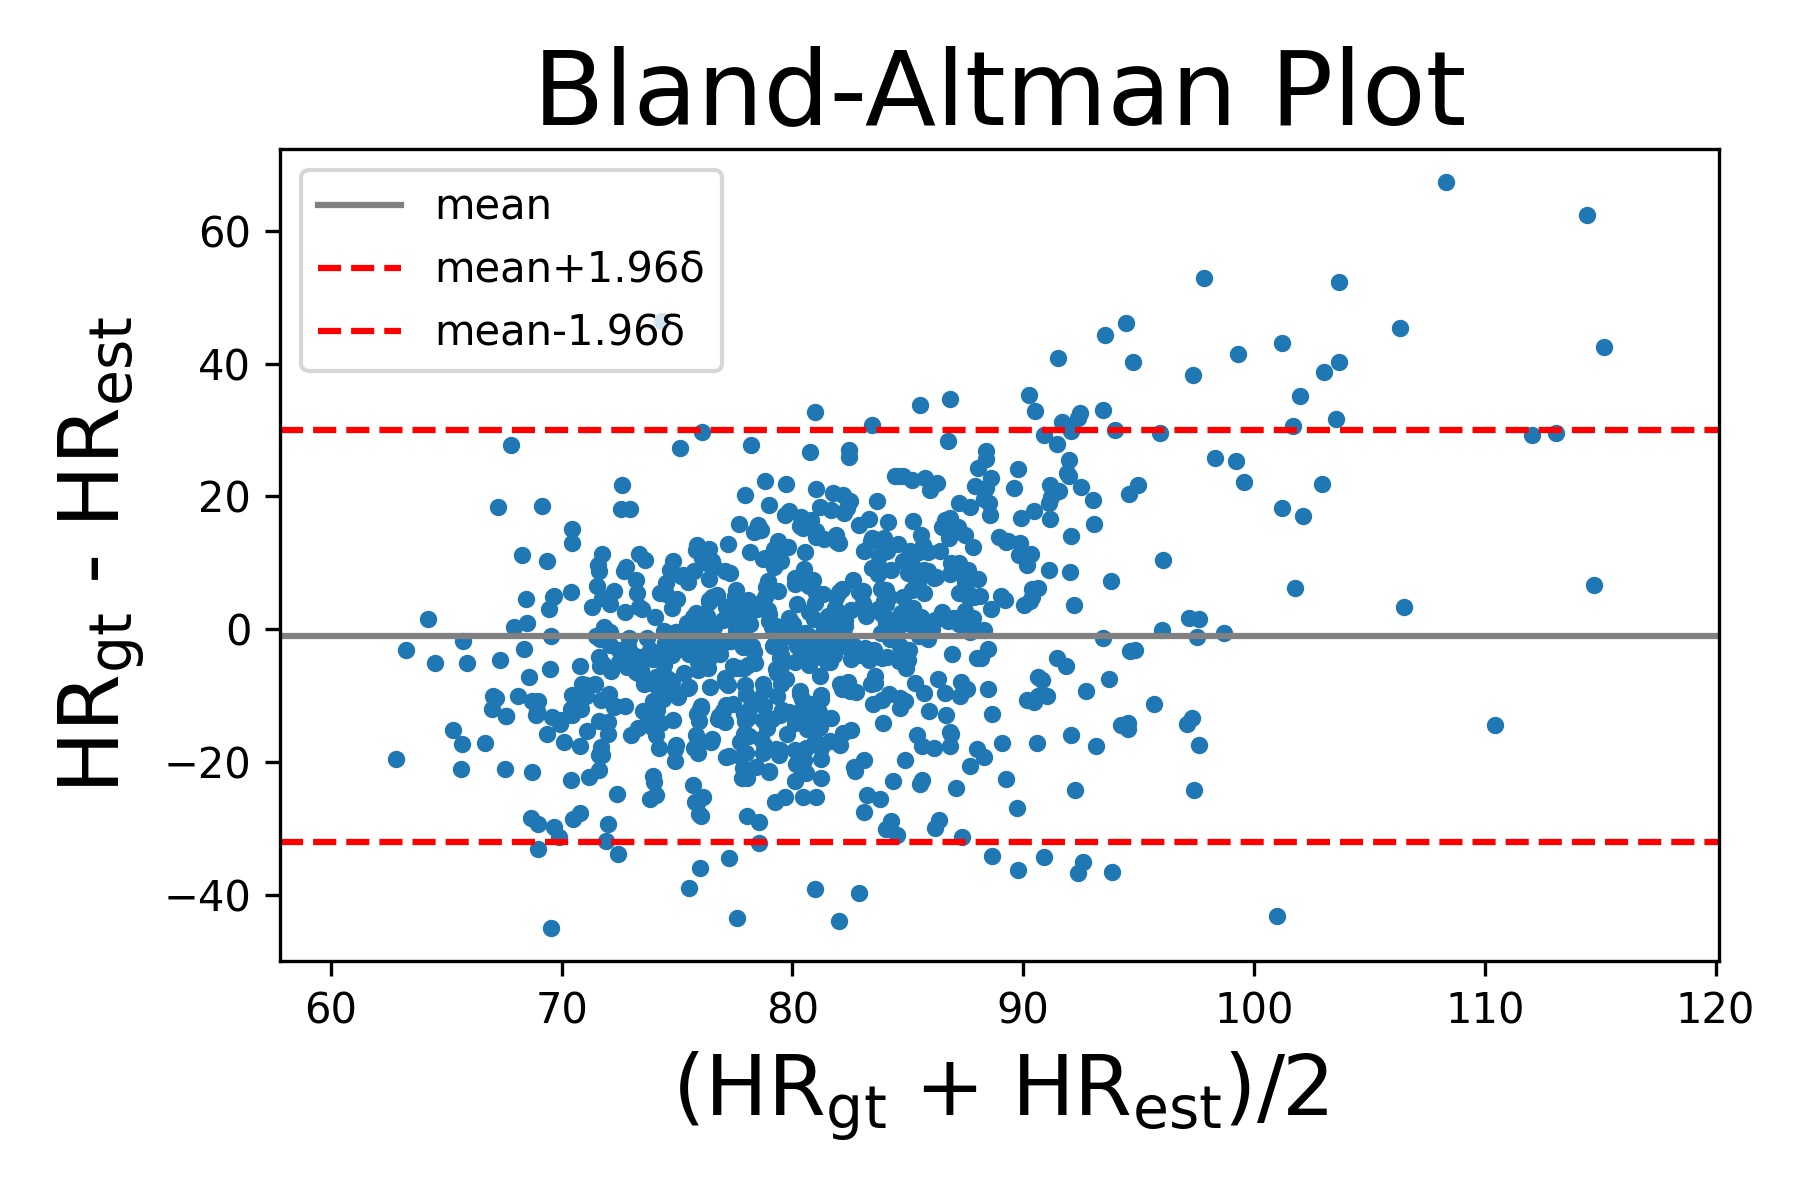 Bland-Altman Plot
mean
mean+1.96δ
mean-1.96δ
60
40
20
0
−20
−40
HRgt - HRest
60 70 80 90 100 110 120
(HRgt + HRest)/2